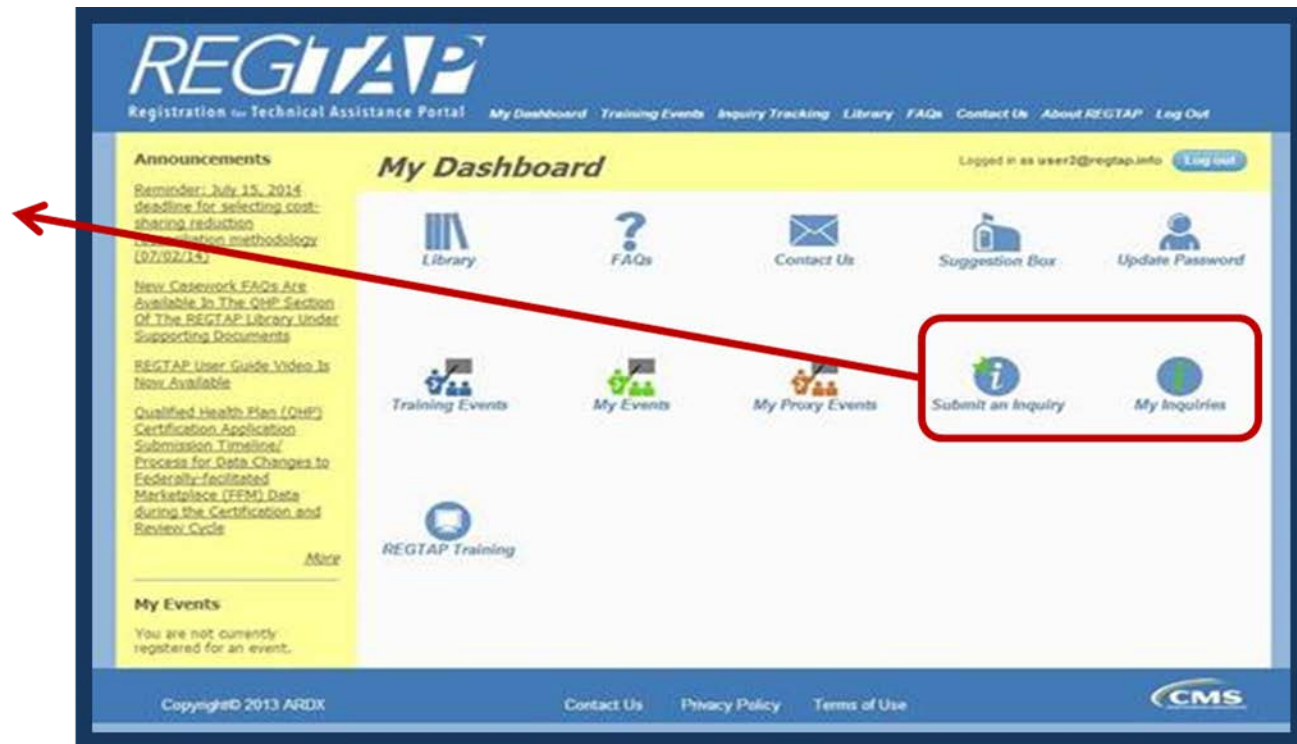 REGTAP
Registration for Technical Assistance Portal
My Dashboard Training Events Inquiry Tracking Library FAQs Contact Us About REGTAP Log Out
Announcements
Reminder: July 15, 2014
deadline for selecting cost-
sharing reduction
reconciliation methodology
(07/02/14)
New Casework FAQs Are
Available In The QHP Section
Of The REGTAP Library Under
Supporting Documents
REGTAP User Guide Video Is
Now Available
Qualified Health Plan (QHP)
Certification Application
Submission Timeline/
Process for Data Changes to
Federally-facilitated
Marketplace (FFM) Data
during the Certification and
Review Cycle
More
My Events
You are not currently
registered for an event.
My Dashboard
Logged in as user2@regtap.info Log out
Library FAQs Contact Us Suggestion Box Update Password
Training Events My Events My Proxy Events Submit an Inquiry My Inquiries
REGTAP Training
Copyright© 2013 ARDX Contact Us Privacy Policy Terms of Use CMS